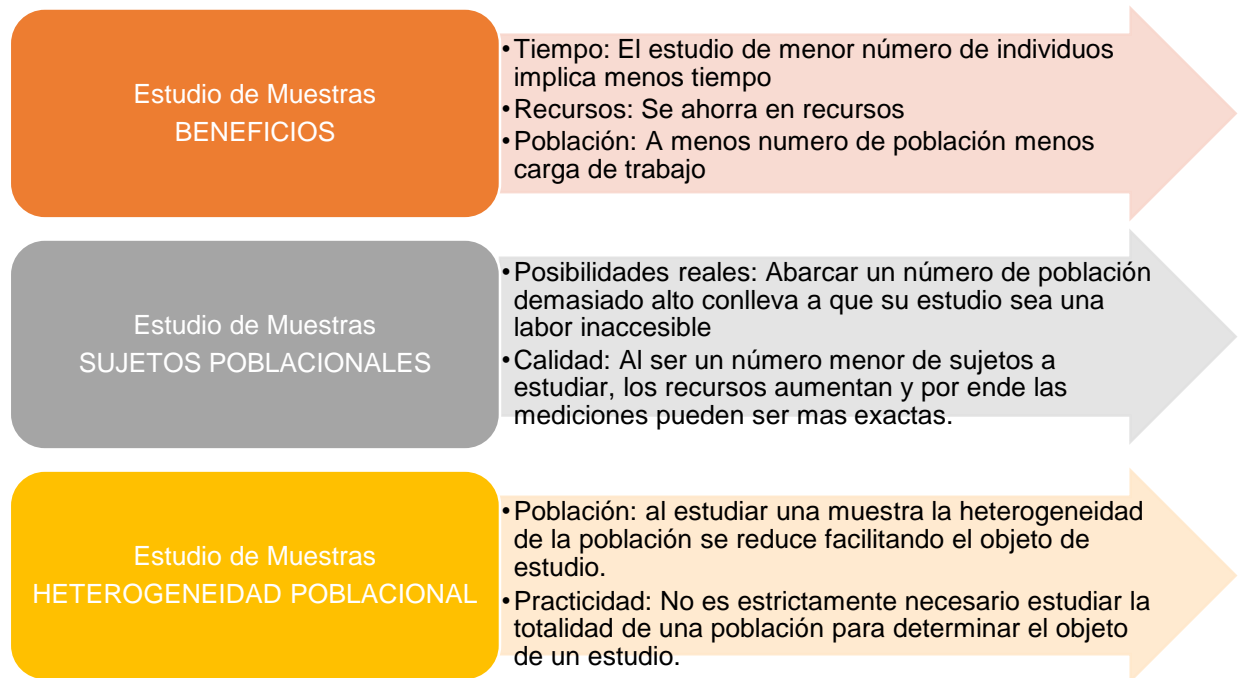 Estudio de Muestras
BENEFICIOS
•Tiempo: El estudio de menor número de individuos
implica menos tiempo
•Recursos: Se ahorra en recursos
•Población: A menos numero de población menos
carga de trabajo
Estudio de Muestras
SUJETOS POBLACIONALES
•Posibilidades reales: Abarcar un número de población
demasiado alto conlleva a que su estudio sea una
labor inaccesible
•Calidad: Al ser un número menor de sujetos a
estudiar, los recursos aumentan y por ende las
mediciones pueden ser mas exactas.
Estudio de Muestras
HETEROGENEIDAD POBLACIONAL
•Población: al estudiar una muestra la heterogeneidad
de la población se reduce facilitando el objeto de
estudio.
•Practicidad: No es estrictamente necesario estudiar la
totalidad de una población para determinar el objeto
de un estudio.